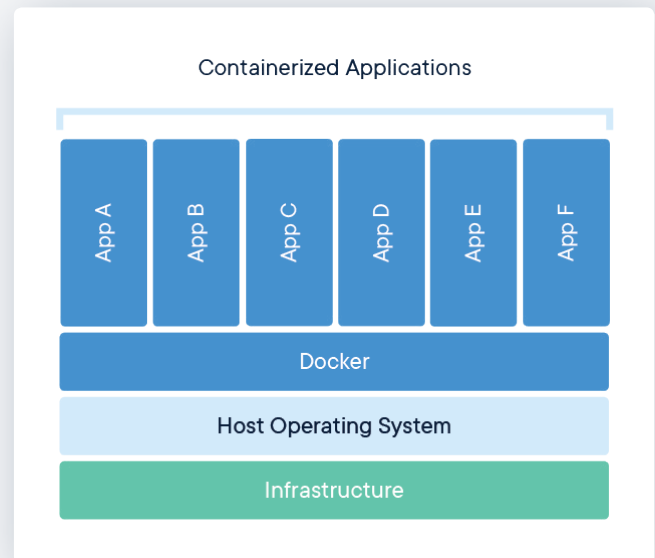 Containerized Applications
App A
App B
App C
App D
App E
App F
Docker
Host Operating System
Infrastructure